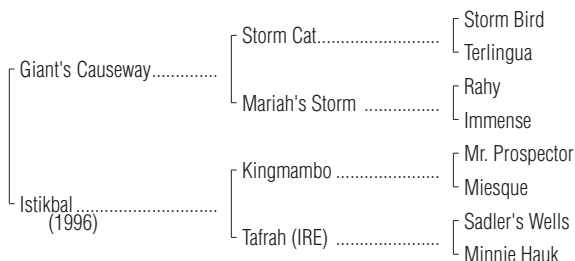 Storm Bird
Storm Cat..............................
Terlingua
Giant's Causeway...............
Rahy
Mariah's Storm ..................
Immense
Mr. Prospector
Kingmambo .........................
Miesque
Istikbal .................................
(1996)
Sadler's Wells
Tafrah (IRE) .........................
Minnie Hauk